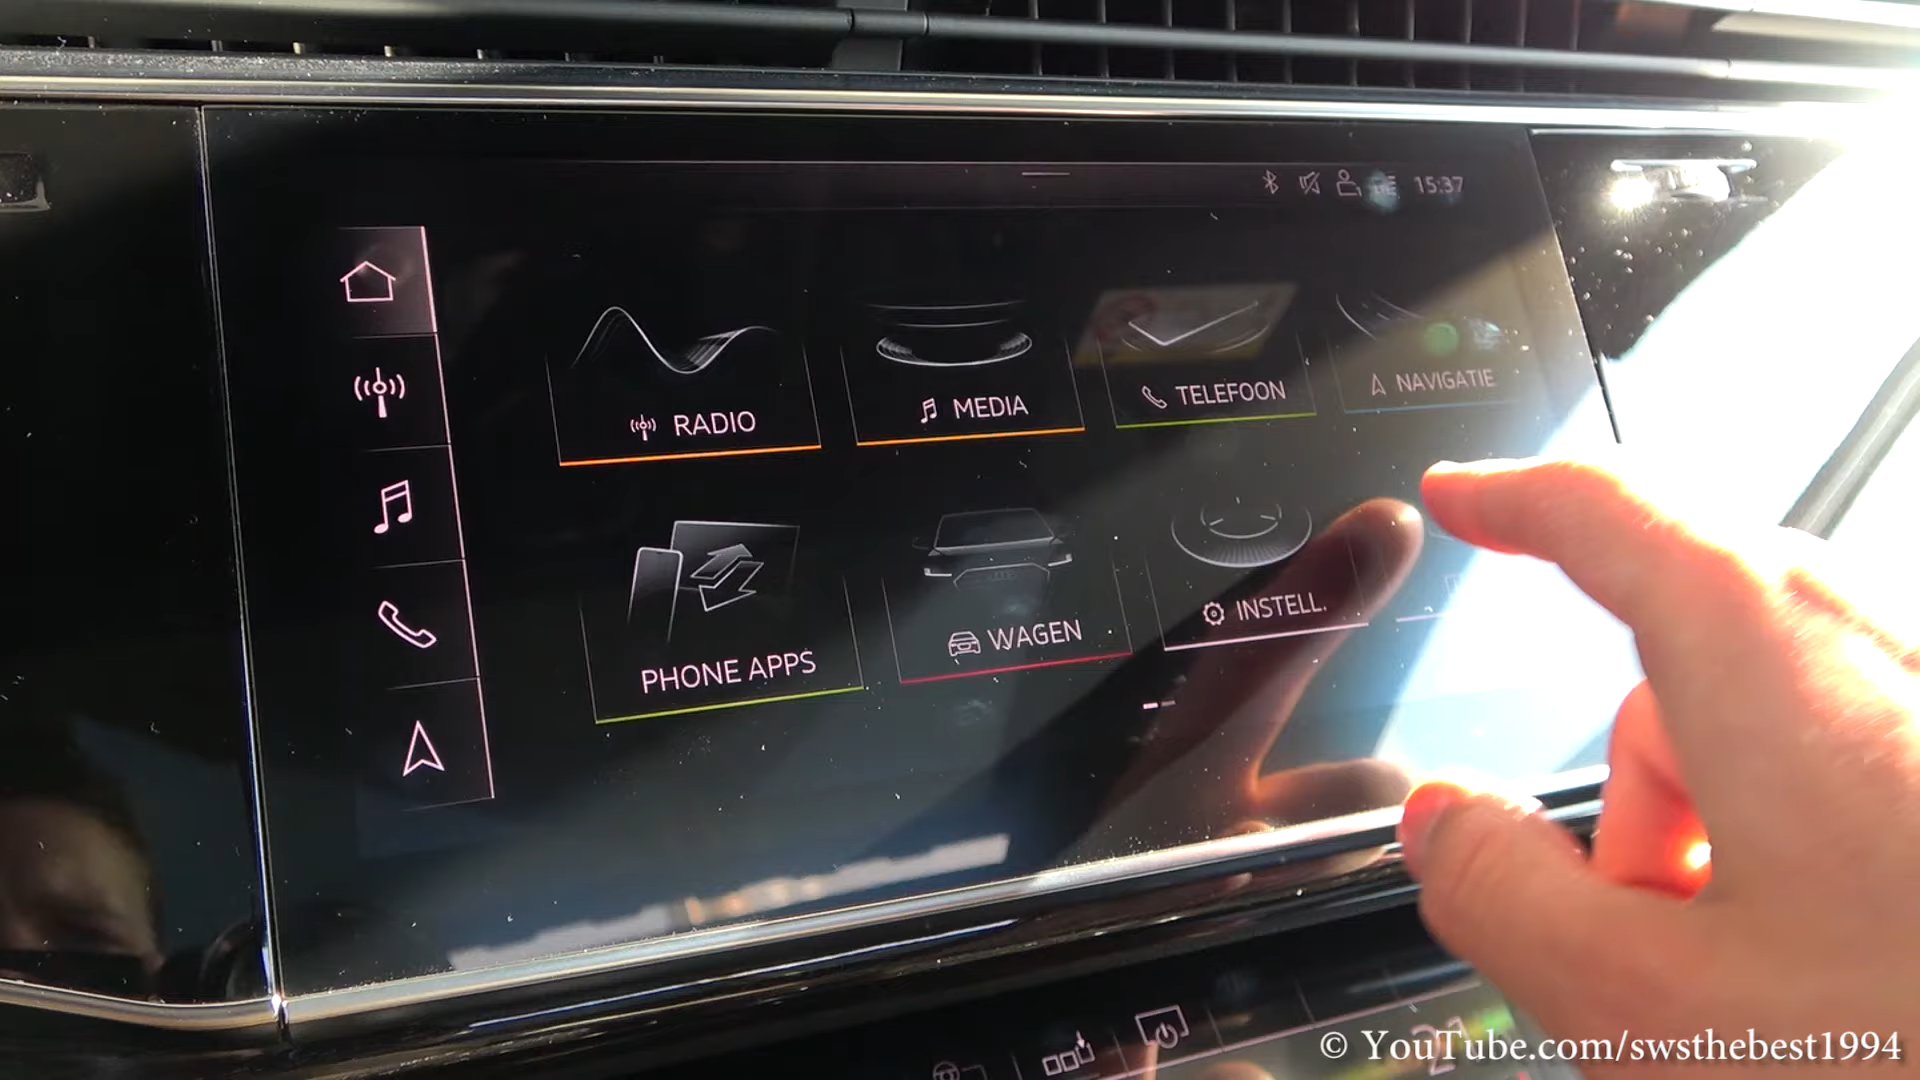 15:37
RADIO
MEDIA
TELEFOON
NAVIGATIE
PHONE APPS
WAGEN
INSTELL.
© YouTube.com/swsthebest1994